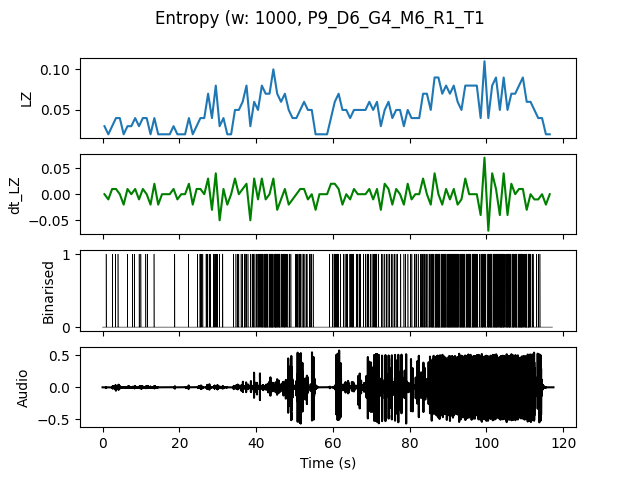 Entropy (w: 1000, P9_D6_G4_M6_R1_T1
LZ
0.10
0.05
dt_LZ
0.05
0.00
−0.05
Binarised
1
0
Audio
0.5
0.0
−0.5
0 20 40 60 80 100 120
Time (s)